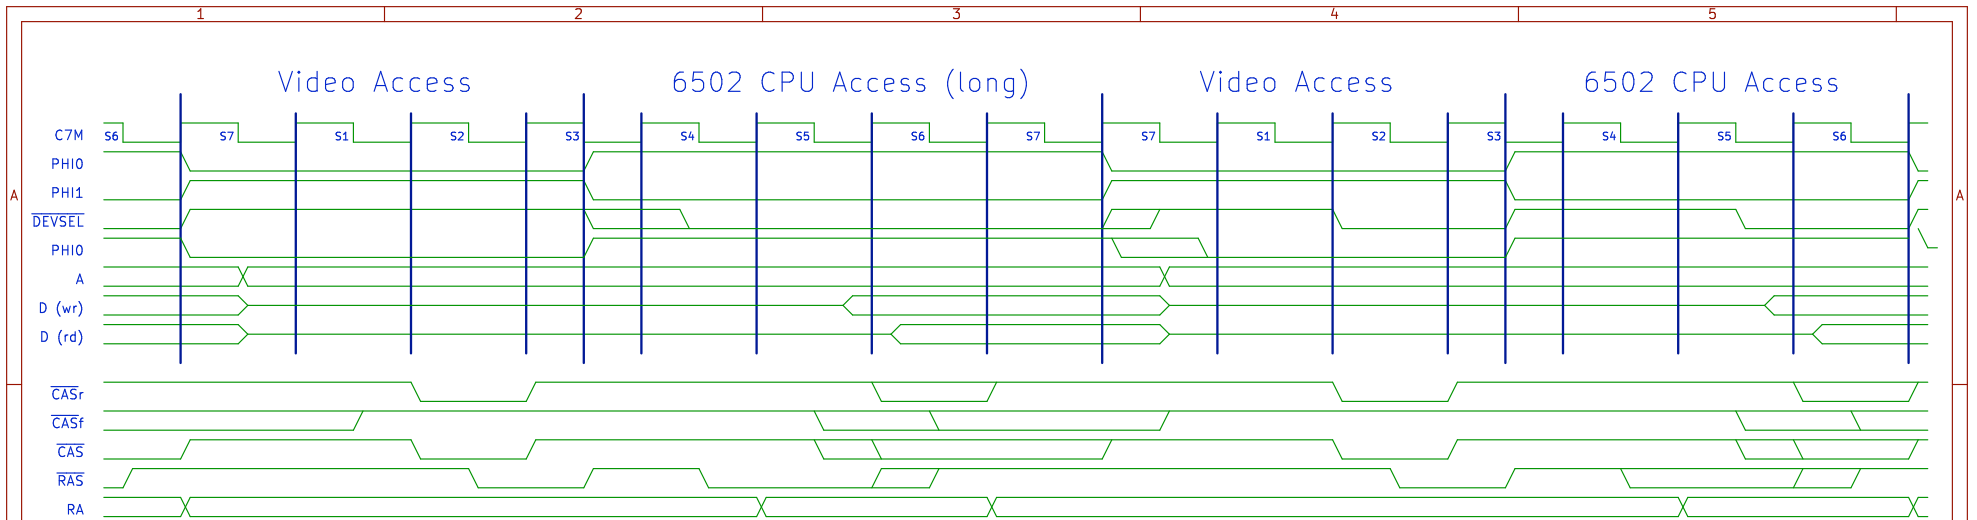 1 2 3 4 5
Video Access 6502 CPU Access (long) Video Access 6502 CPU Access
C7M S6 S7 S1 S2 S3 S4 S5 S6 S7 S7 S1 S2 S3 S4 S5 S6
PHI0
PHI1
A A
DEVSEL
PHI0
A
D (wr)
D (rd)
CASr
CASf
CAS
RAS
RA